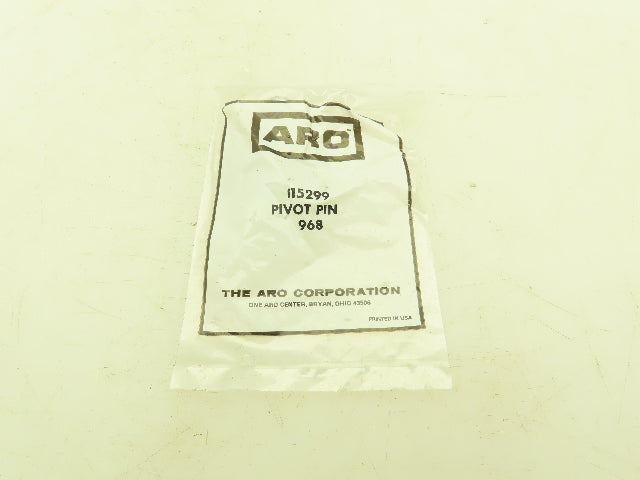 ARO
115299
PIVOT PIN
968
THE ARO CORPORATION
ONE ARO CENTER, BRYAN, OHIO 43506
PRINTED IN USA